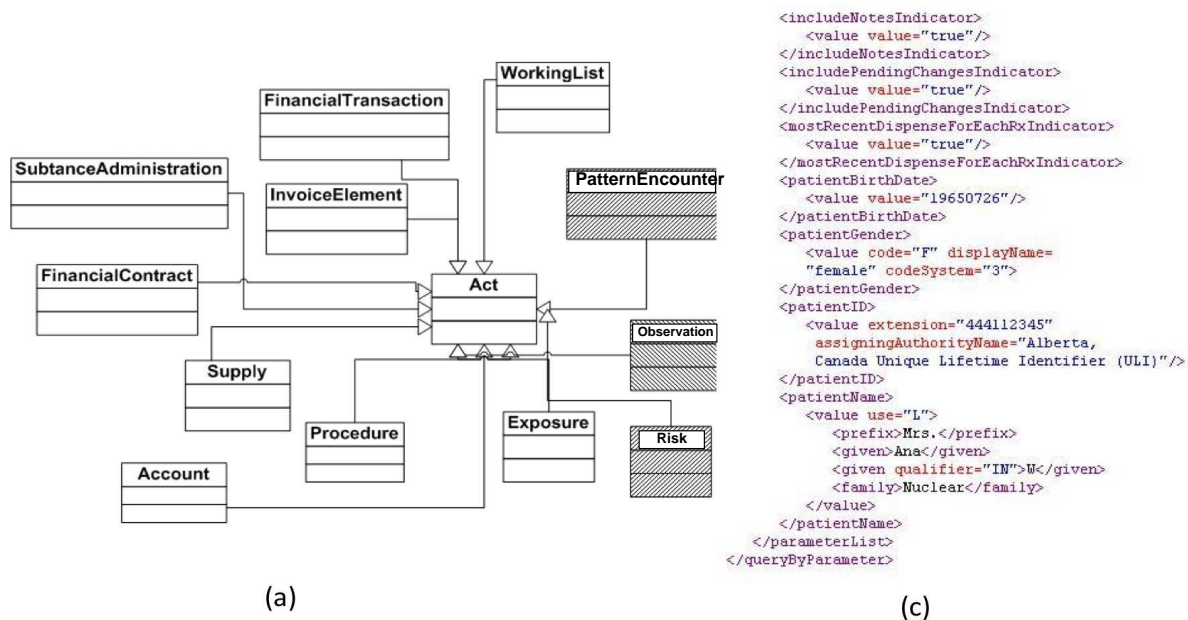 WorkingList
FinancialTransaction
SubtanceAdministration
PatternEncounter
InvoiceElement
FinancialContract
Act
Observation
Supply
Procedure
Exposure
Risk
Account
(a)
<includeNotesIndicator>
<value value="true"/>
</includeNotesIndicator>
<includePendingChangesIndicator>
<value value="true"/>
</includePendingChangesIndicator>
<mostRecentDispenseForEachRxIndicator>
<value value="true"/>
</mostRecentDispenseForEachRxIndicator>
<patientBirthDate>
<value value="19650726"/>
</patientBirthDate>
<patientGender>
<value code="F" displayName=
"female" codeSystem="3">
</patientGender>
<patientID>
<value extension="444112345"
assigningAuthorityName="Alberta,
Canada Unique Lifetime Identifier (ULI)"/>
</patientID>
<patientName>
<value use="L">
<prefix>Mrs.</prefix>
<given>Ana</given>
<given qualifier="IN">W</given>
<family>Nuclear</family>
</value>
</patientName>
</parameterList>
</queryByParameter>
(c)